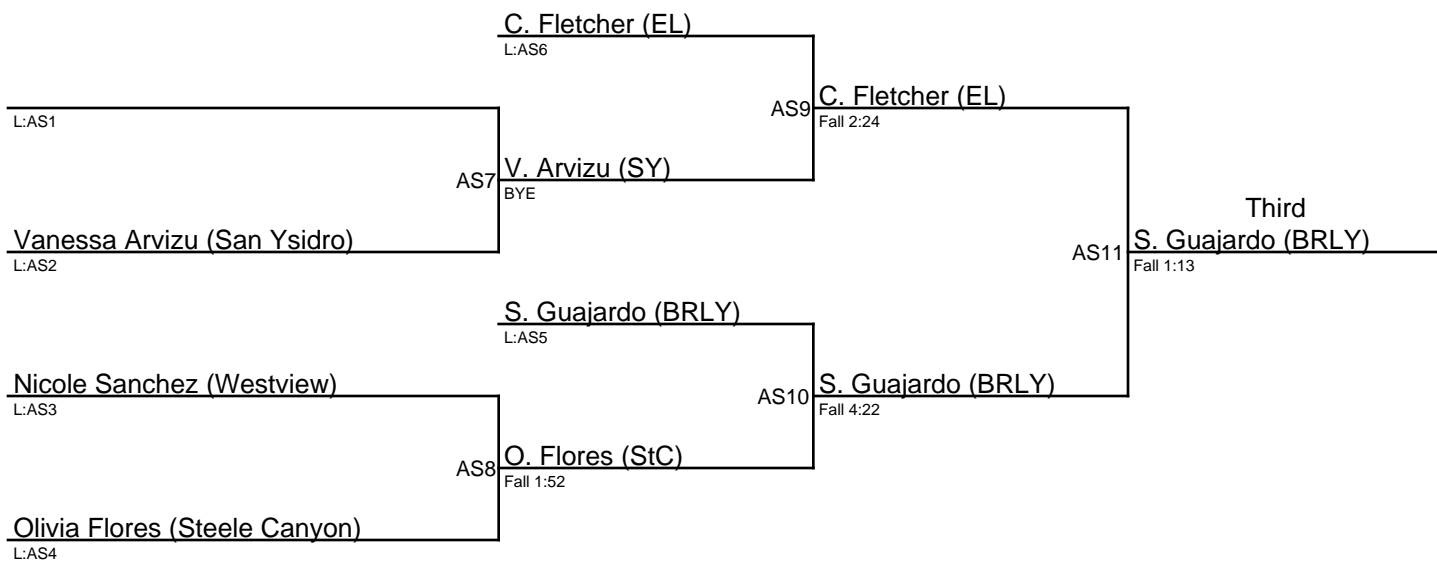 C. Fletcher (EL)
L:AS6
AS9
C. Fletcher (EL)
Fall 2:24
L:AS1
AS7
V. Arvizu (SY)
BYE
Vanessa Arvizu (San Ysidro)
L:AS2
Third
AS11
S. Guajardo (BRLY)
Fall 1:13
S. Guajardo (BRLY)
L:AS5
Nicole Sanchez (Westview)
L:AS3
AS10
S. Guajardo (BRLY)
Fall 4:22
AS8
O. Flores (StC)
Fall 1:52
Olivia Flores (Steele Canyon)
L:AS4